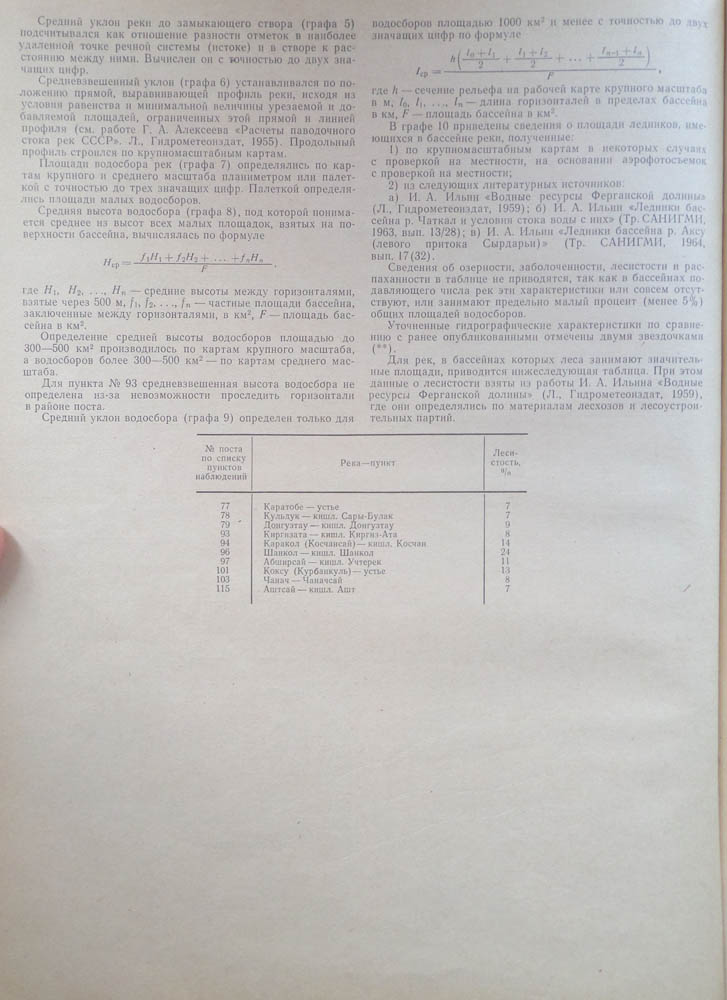 Средний уклон реки до замыкающего створа (графа 5)
подсчитывался как отношение разности отметок в наиболее
удаленной точке речной системы (истоке) и в створе к рас-
стоянию между ними. Вычислен он с точностью до двух зна-
чащих цифр.
Средневзвешенный уклон (графа 6) устанавливался по по-
ложению прямой, выравнивающей профиль реки, исходя из
условия равенства и минимальной величины урезаемой и до-
бавляемой площадей, ограниченных этой прямой и линией
профиля (см. работе Г. А. Алексеева «Расчеты паводочного
стока рек СССР». Л., Гидрометеоиздат, 1955). Продольный
профиль строился по крупномасштабным картам.
Площади водосбора рек (графа 7) определялись по кар-
там крупного и среднего масштаба планиметром или палет-
кой с точностью до трех значащих цифр. Палеткой определя-
лись площади малых водосборов.
Средняя высота водосбора (графа 8), под которой понима-
ется среднее из высот всех малых площадок, взятых на по-
верхности бассейна, вычислялась по формуле
H_ср = (f₁H₁ + f₂H₂ + ... + fₙHₙ) / F .
где H₁, H₂, ..., Hₙ — средние высоты между горизонталями,
взятые через 500 м, f₁, f₂, ..., fₙ — частные площади бассейна,
заключенные между горизонталями, в км², F — площадь бас-
сейна в км².
Определение средней высоты водосборов площадью до
300—500 км² производилось по картам крупного масштаба,
а водосборов более 300—500 км² — по картам среднего мас-
штаба.
Для пункта № 93 средневзвешенная высота водосбора не
определена из-за невозможности проследить горизонтали
в районе поста.
Средний уклон водосбора (графа 9) определен только для
водосборов площадью 1000 км² и менее с точностью до двух
значащих цифр по формуле
I_ср = h((l₀+l₁)/2 + (l₁+l₂)/2 + ... + (lₙ₋₁+lₙ)/2) / F ,
где h — сечение рельефа на рабочей карте крупного масштаба
в м, l₀, l₁, ..., lₙ — длина горизонталей в пределах бассейна
в км, F — площадь бассейна в км².
В графе 10 приведены сведения о площади ледников, име-
ющихся в бассейне реки, полученные:
1) по крупномасштабным картам в некоторых случаях
с проверкой на местности, на основании аэрофотосъемок
с проверкой на местности;
2) из следующих литературных источников:
а) И. А. Ильин «Водные ресурсы Ферганской долины»
(Л., Гидрометеоиздат, 1959); б) И. А. Ильин «Ледники бас-
сейна р. Чаткал и условия стока воды с них» (Тр. САНИГМИ,
1963, вып. 13/28); в) И. А. Ильин «Ледники бассейна р. Аксу
(левого притока Сырдарьи)» (Тр. САНИГМИ, 1964,
вып. 17(32).
Сведения об озерности, заболоченности, лесистости и рас-
паханности в таблице не приводятся, так как в бассейнах по-
давляющего числа рек эти характеристики или совсем отсут-
ствуют, или занимают предельно малый процент (менее 5%)
общих площадей водосборов.
Уточненные гидрографические характеристики по сравне-
нию с ранее опубликованными отмечены двумя звездочками
(**).
Для рек, в бассейнах которых леса занимают значитель-
ные площади, приводится нижеследующая таблица. При этом
данные о лесистости взяты из работы И. А. Ильина «Водные
ресурсы Ферганской долины» (Л., Гидрометеоиздат, 1959),
где они определялись по материалам лесхозов и лесоустрои-
тельных партий.
№ поста по списку пунктов наблюдений | Река—пункт | Леси-стость, %
77 Каратобе — устье 7
78 Кульдук — кишл. Сары-Булак 7
79 Донгузтау — кишл. Донгузтау 9
93 Киргизата — кишл. Киргиз-Ата 8
94 Каракол (Косчансай) — кишл. Косчан 14
96 Шанкол — кишл. Шанкол 24
97 Абширсай — кишл. Учтерек 11
101 Коксу (Курбанкуль) — устье 13
103 Чанач — Чаначсай 8
115 Аштсай — кишл. Ашт 7